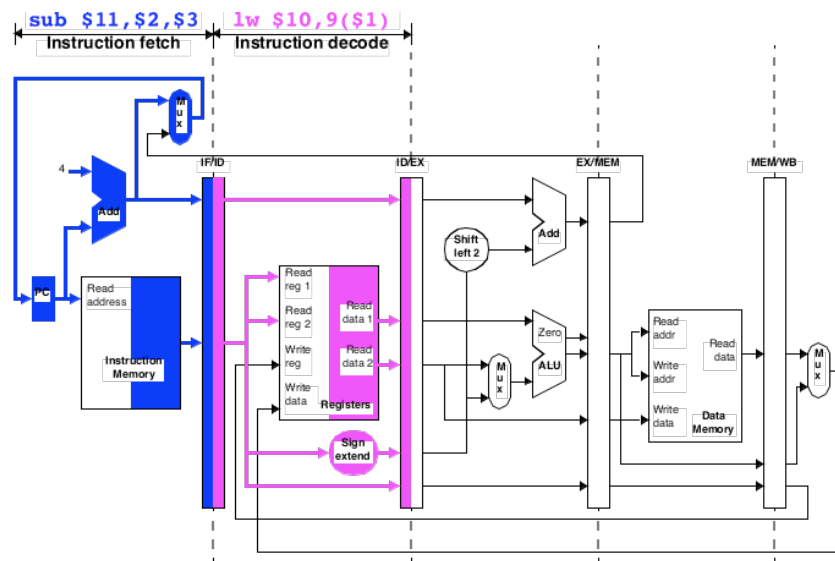 sub $11,$2,$3
lw $10,9($1)
Instruction fetch
Instruction decode
M
u
x
IF/ID
ID/EX
EX/MEM
MEM/WB
4
Add
Shift
left 2
Add
PC
Read
address
Instruction
Memory
Read
reg 1
Read
reg 2
Write
reg
Write
data
Read
data 1
Read
data 2
Registers
Sign
extend
M
u
x
Zero
ALU
Read
addr
Write
addr
Write
data
Read
data
Data
Memory
M
u
x